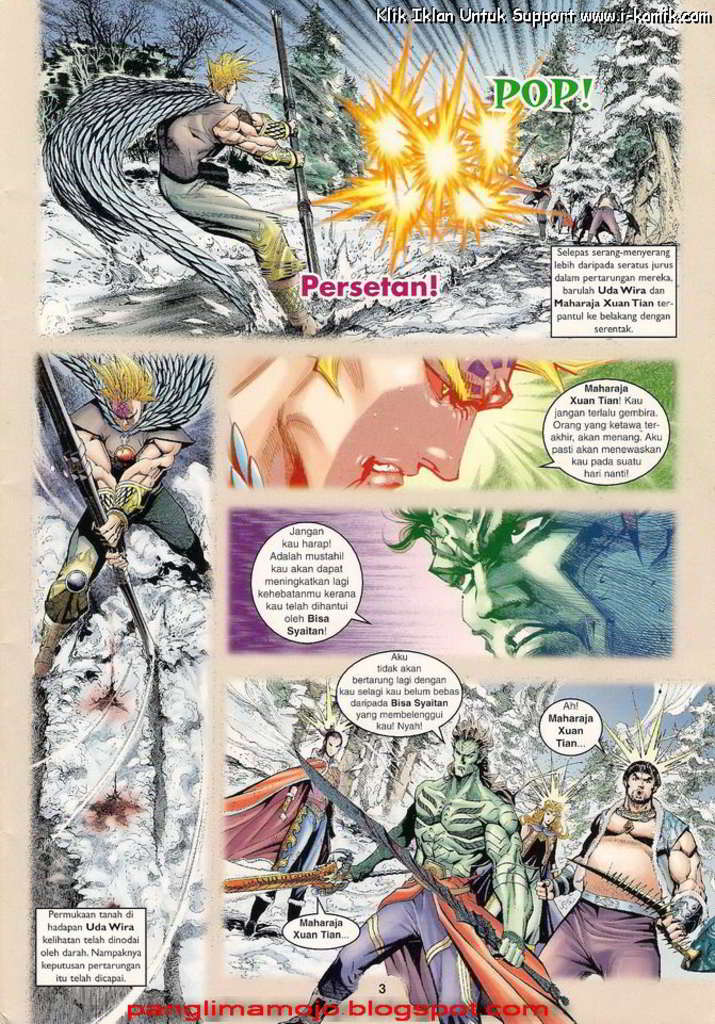 Klik Iklan Untuk Support www.i-komik.com
POP!
Persetan!
Selepas serang-menyerang
lebih daripada seratus jurus
dalam pertarungan mereka,
barulah Uda Wira dan
Maharaja Xuan Tian ter-
pantul ke belakang dengan
serentak.
Maharaja
Xuan Tian! Kau
jangan terlalu gembira.
Orang yang ketawa ter-
akhir, akan menang. Aku
pasti akan menewaskan
kau pada suatu
hari nanti!
Jangan
kau harap!
Adalah mustahil
kau akan dapat
meningkatkan lagi
kehebatanmu kerana
kau telah dihantui
oleh Bisa
Syaitan!
Aku
tidak akan
bertarung lagi dengan
kau selagi kau belum bebas
daripada Bisa Syaitan
yang membelenggui
kau! Nyah!
Ah!
Maharaja
Xuan
Tian...
Maharaja
Xuan Tian...
Permukaan tanah di
hadapan Uda Wira
kelihatan telah dinodai
oleh darah. Nampaknya
keputusan pertarungan
itu telah dicapai.
3
panglimamojo.blogspot.com